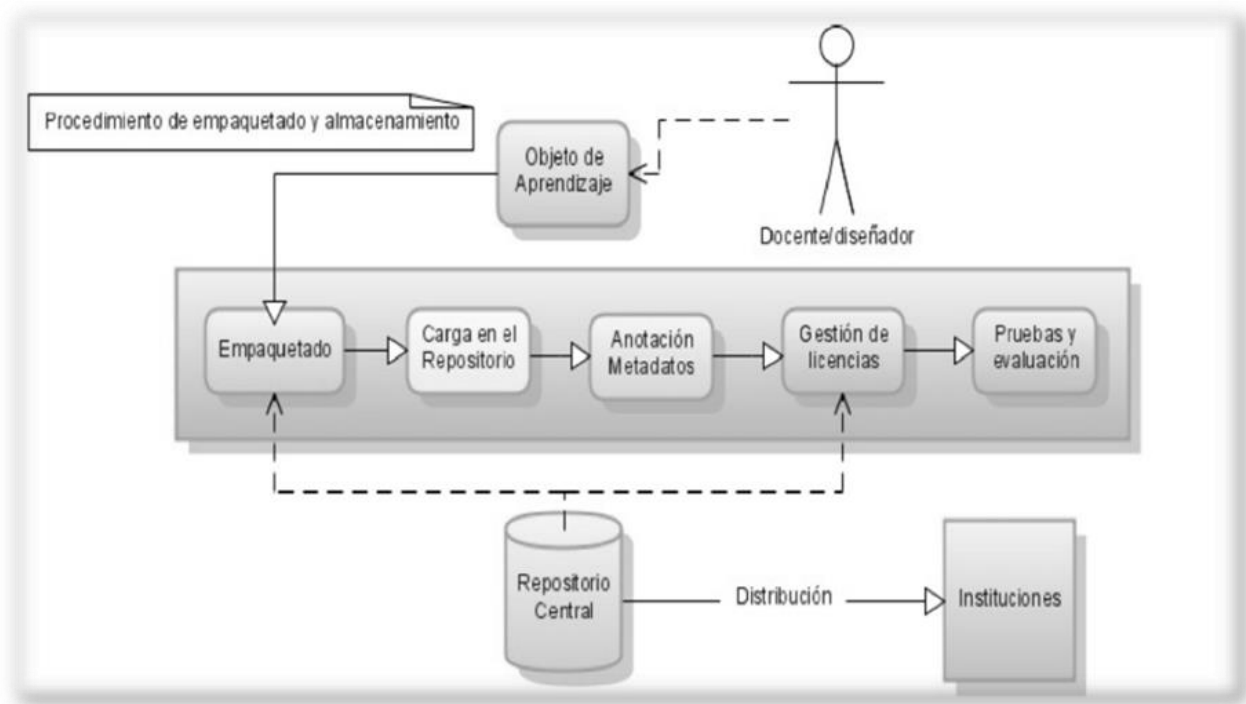 Procedimiento de empaquetado y almacenamiento
Objeto de
Aprendizaje
Docente/diseñador
Empaquetado
Carga en el
Repositorio
Anotación
Metadatos
Gestión de
licencias
Pruebas y
evaluación
Repositorio
Central
Distribución
Instituciones